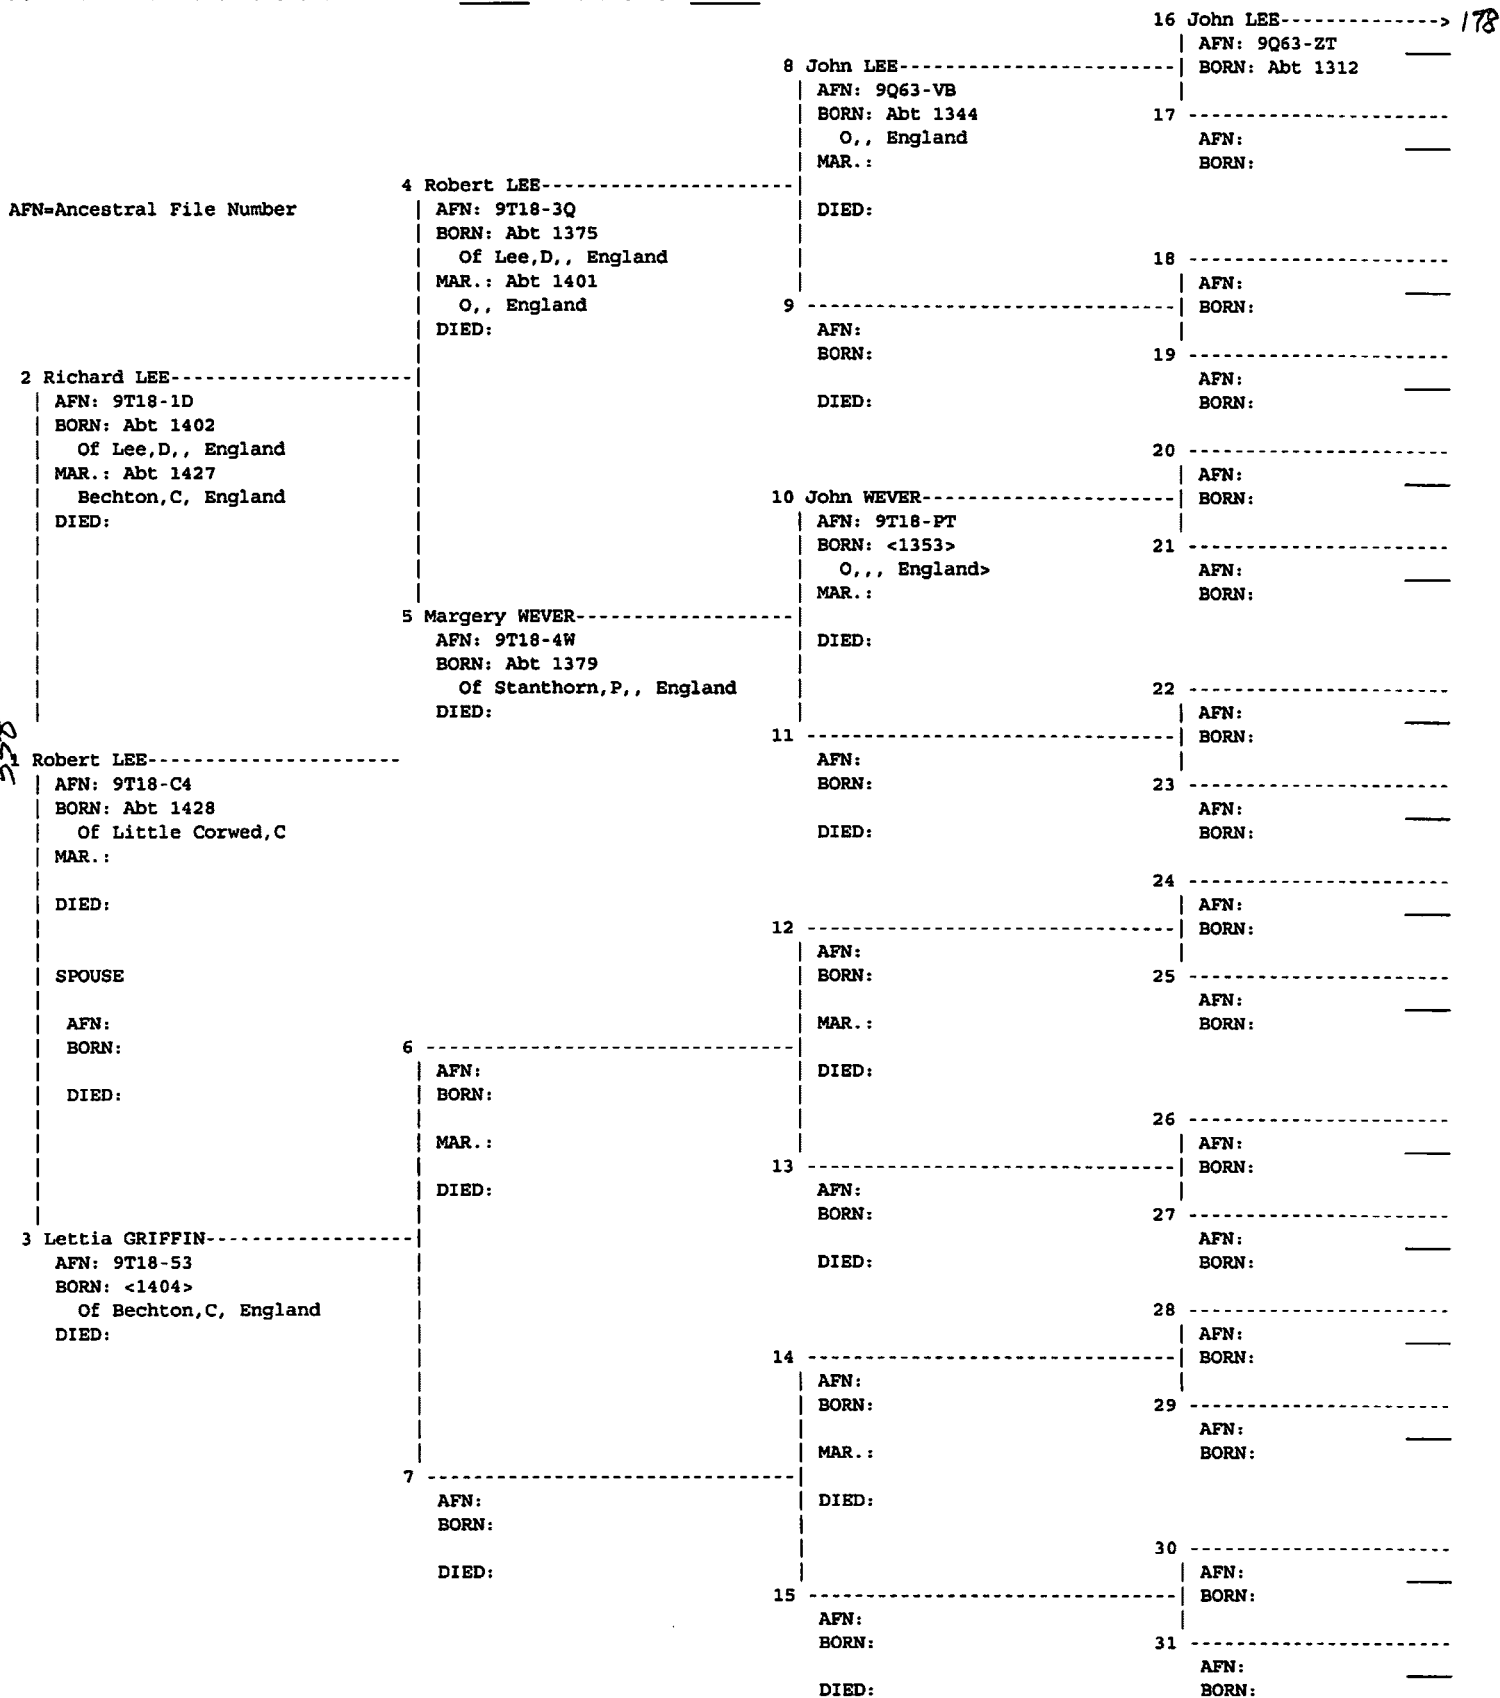 16 John LEE--------------> 178
AFN: 9Q63-ZT
8 John LEE------------------------
BORN: Abt 1312
AFN: 9Q63-VB
BORN: Abt 1344
17 -----------------------
O,, England
AFN:
MAR.:
BORN:
4 Robert LEE----------------------
AFN=Ancestral File Number
AFN: 9T18-3Q
DIED:
BORN: Abt 1375
Of Lee,D,, England
18 -----------------------
MAR.: Abt 1401
AFN:
O,, England
9 --------------------------------
BORN:
DIED:
AFN:
BORN:
19 -----------------------
2 Richard LEE---------------------
AFN:
AFN: 9T18-1D
DIED:
BORN:
BORN: Abt 1402
Of Lee,D,, England
20 -----------------------
MAR.: Abt 1427
AFN:
Bechton,C, England
10 John WEVER----------------------
BORN:
DIED:
AFN: 9T18-PT
BORN: <1353>
21 -----------------------
O,,, England>
AFN:
MAR.:
BORN:
5 Margery WEVER-------------------
AFN: 9T18-4W
DIED:
BORN: Abt 1379
Of Stanthorn,P,, England
22 -----------------------
DIED:
AFN:
11 --------------------------------
BORN:
1 Robert LEE----------------------
AFN:
AFN: 9T18-C4
BORN:
23 -----------------------
BORN: Abt 1428
AFN:
Of Little Corwed,C
DIED:
BORN:
MAR.:
24 -----------------------
DIED:
AFN:
12 --------------------------------
BORN:
AFN:
SPOUSE
BORN:
25 -----------------------
AFN:
AFN:
MAR.:
BORN:
BORN:
6 --------------------------------
AFN:
DIED:
DIED:
BORN:
26 -----------------------
MAR.:
AFN:
13 --------------------------------
BORN:
DIED:
AFN:
BORN:
27 -----------------------
3 Lettia GRIFFIN------------------
AFN:
AFN: 9T18-53
DIED:
BORN:
BORN: <1404>
Of Bechton,C, England
28 -----------------------
DIED:
AFN:
14 --------------------------------
BORN:
AFN:
BORN:
29 -----------------------
AFN:
MAR.:
BORN:
7 --------------------------------
AFN:
DIED:
BORN:
30 -----------------------
DIED:
AFN:
15 --------------------------------
BORN:
AFN:
BORN:
31 -----------------------
AFN:
DIED:
BORN: